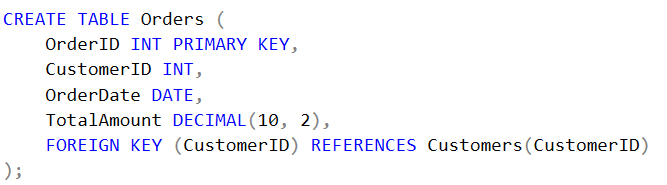 CREATE TABLE Orders (
    OrderID INT PRIMARY KEY,
    CustomerID INT,
    OrderDate DATE,
    TotalAmount DECIMAL(10, 2),
    FOREIGN KEY (CustomerID) REFERENCES Customers(CustomerID)
);